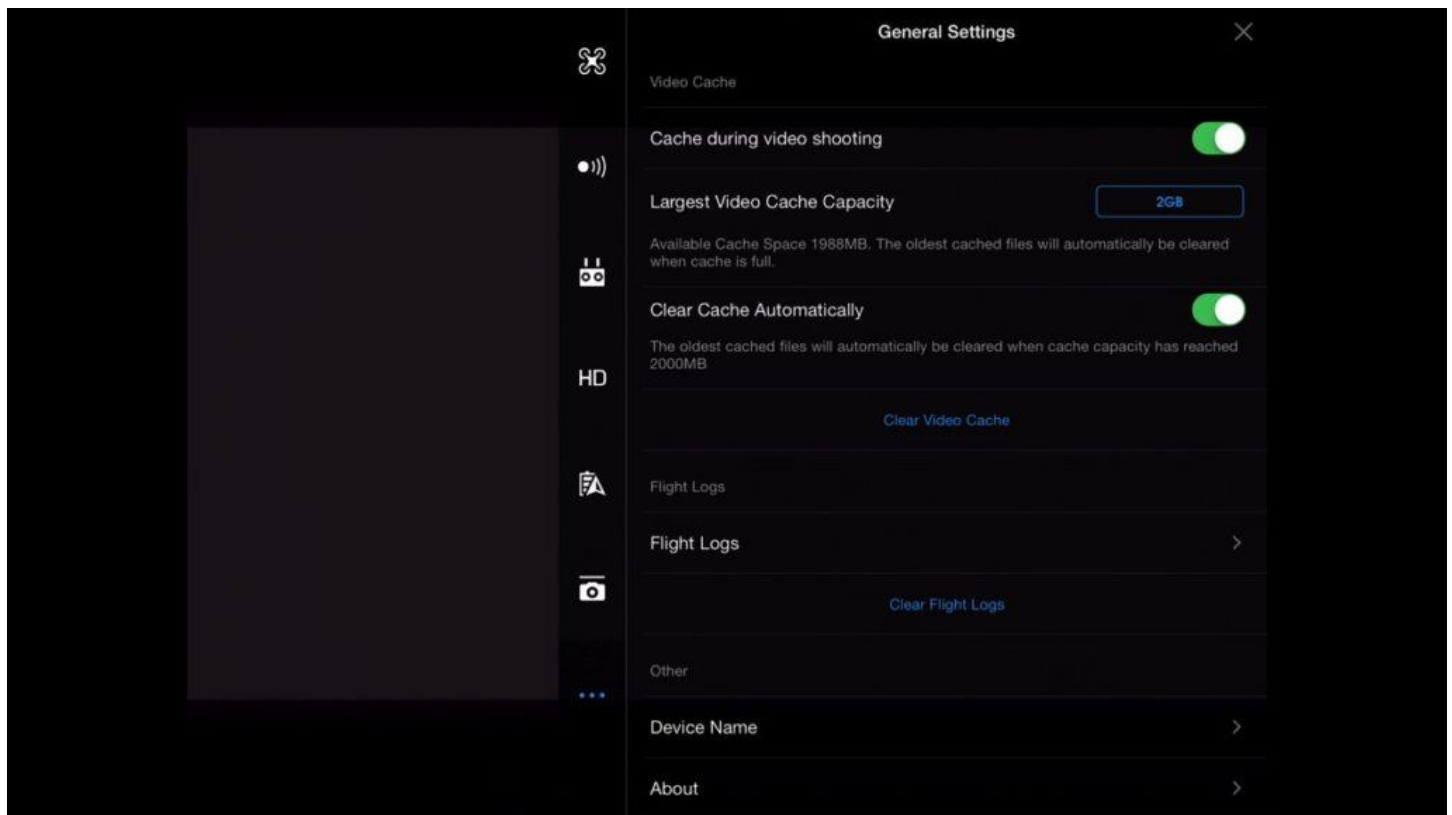 General Settings
Video Cache
Cache during video shooting
Largest Video Cache Capacity
2GB
Available Cache Space 1988MB. The oldest cached files will automatically be cleared
when cache is full.
Clear Cache Automatically
The oldest cached files will automatically be cleared when cache capacity has reached
2000MB
HD
Clear Video Cache
Flight Logs
Flight Logs
Clear Flight Logs
Other
Device Name
About